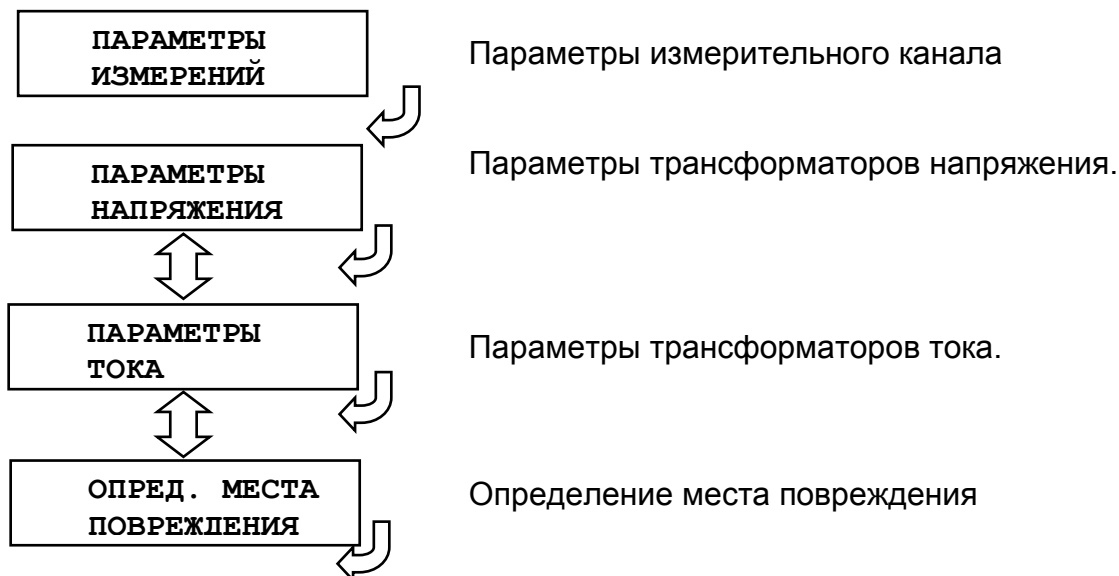 ПАРАМЕТРЫ
ИЗМЕРЕНИЙ
Параметры измерительного канала
ПАРАМЕТРЫ
НАПРЯЖЕНИЯ
Параметры трансформаторов напряжения.
ПАРАМЕТРЫ
ТОКА
Параметры трансформаторов тока.
ОПРЕД. МЕСТА
ПОВРЕЖДЕНИЯ
Определение места повреждения